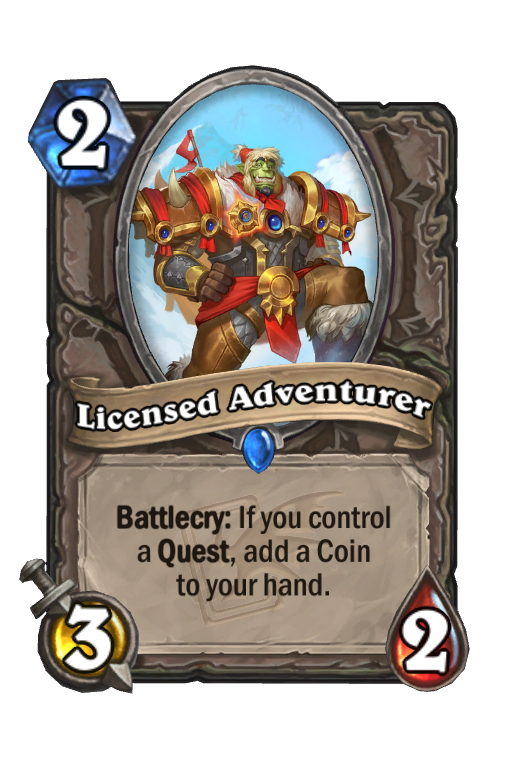 2
Licensed Adventurer
Battlecry: If you control
a Quest, add a Coin
to your hand.
3
2